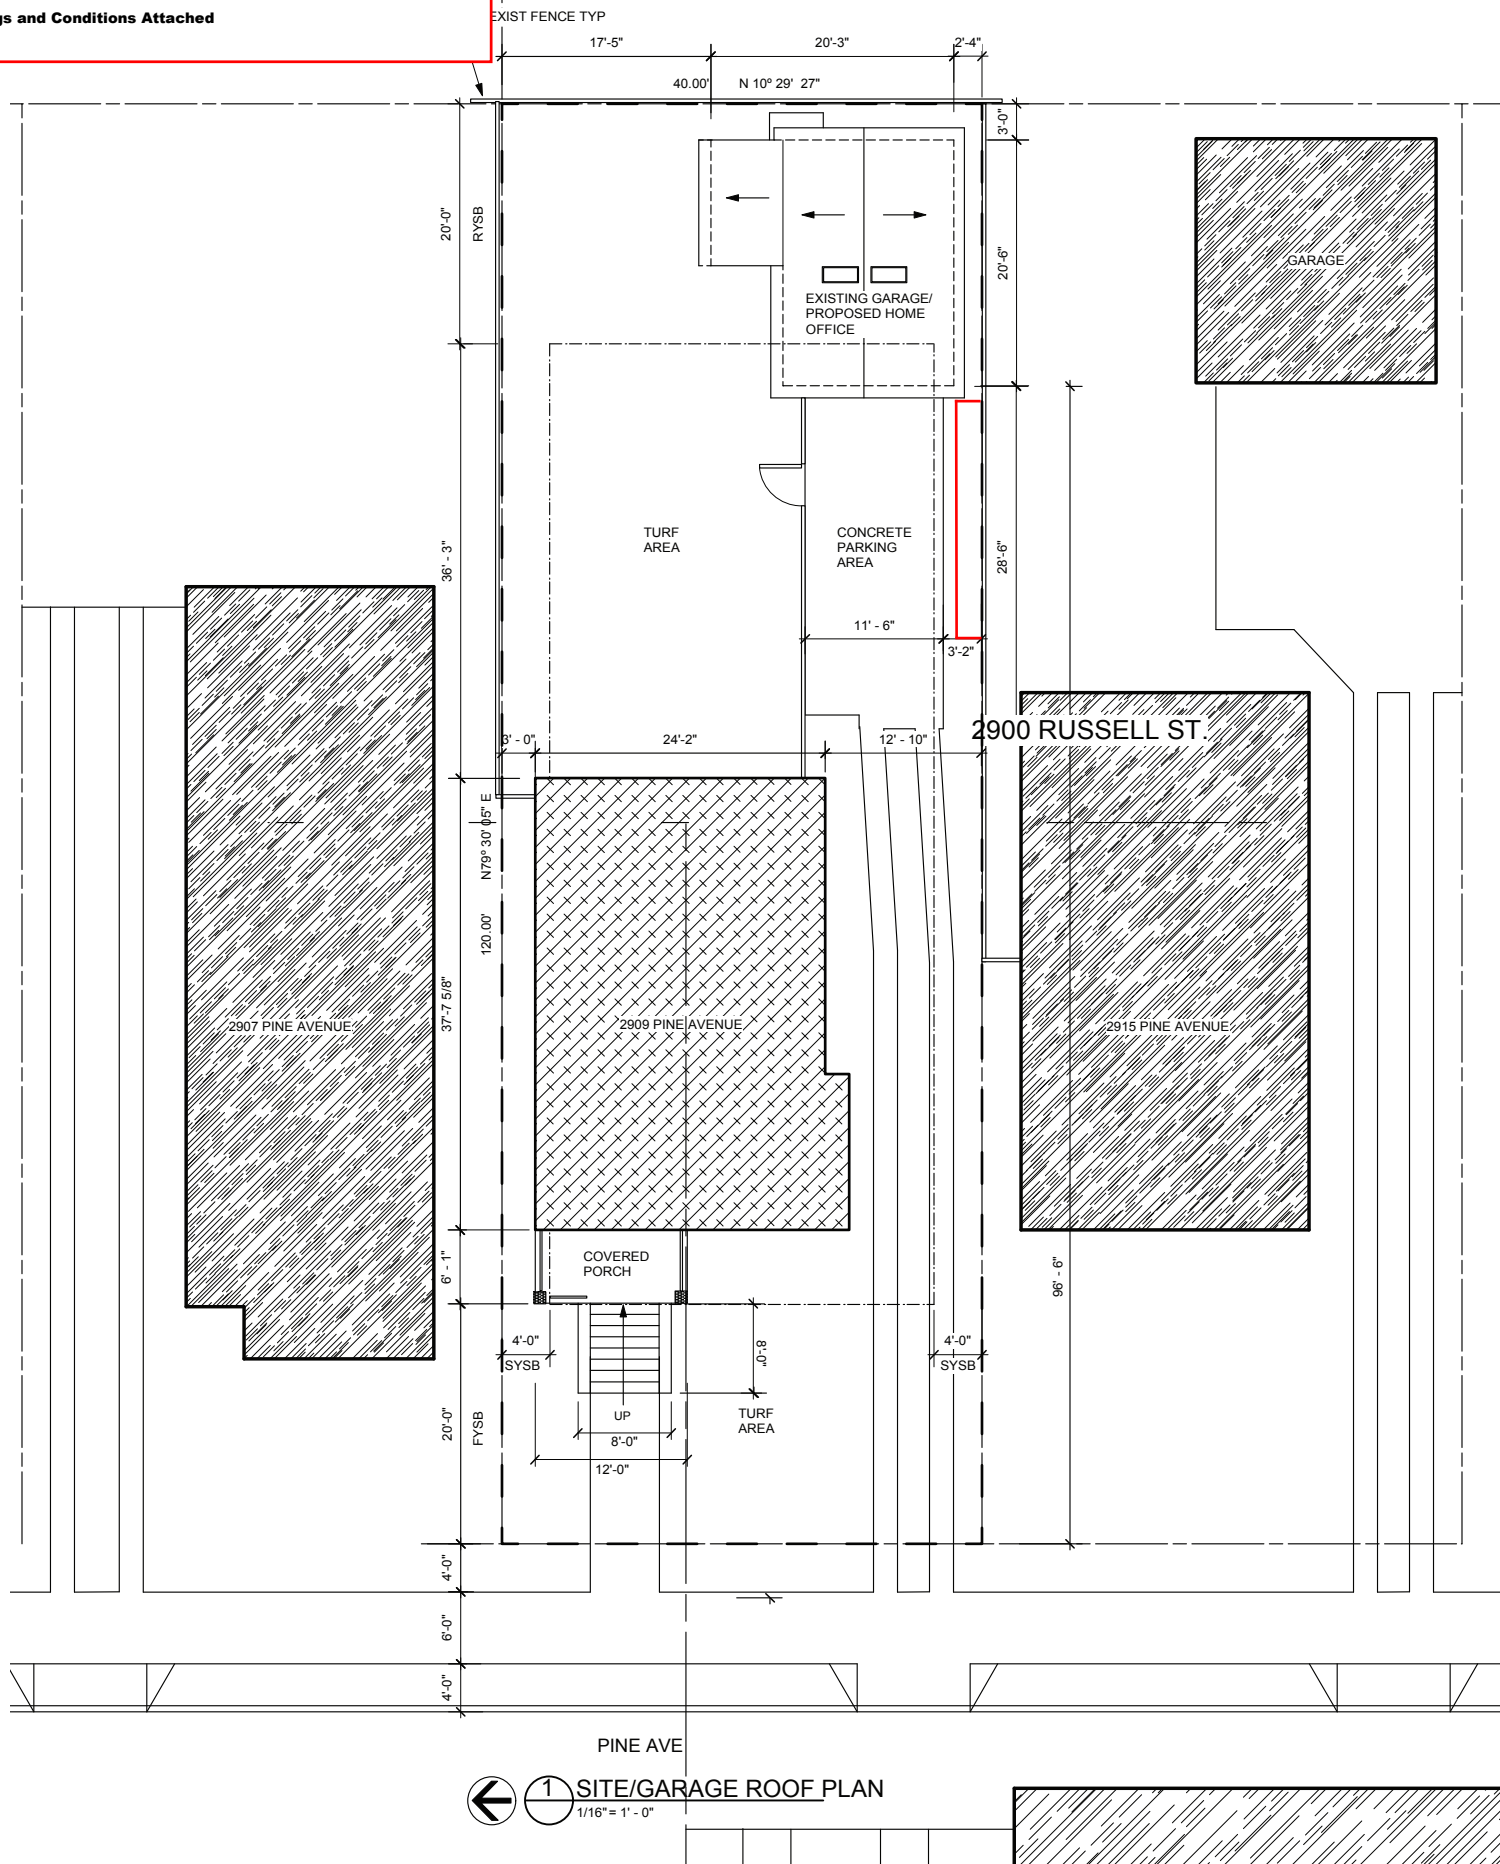 gs and Conditions Attached
EXIST FENCE TYP
17'-5"
20'-3"
2'-4"
40.00'
N 10º 29' 27"
3'-0"
20'-0"
RYSB
20'-6"
GARAGE
EXISTING GARAGE/
PROPOSED HOME
OFFICE
TURF
AREA
CONCRETE
PARKING
AREA
36' - 3"
28'-6"
11' - 6"
3'-2"
2900 RUSSELL ST.
3' - 0"
24'-2"
12' - 10"
N79º 30' 05" E
120.00'
37'-7 5/8"
2907 PINE AVENUE
2909 PINE AVENUE
2915 PINE AVENUE
COVERED
PORCH
6' - 1"
96' - 6"
4'-0"
SYSB
8'-0"
4'-0"
SYSB
UP
TURF
AREA
20'-0"
FYSB
8'-0"
12'-0"
4'-0"
6'-0"
4'-0"
PINE AVE
1
SITE/GARAGE ROOF PLAN
1/16" = 1' - 0"